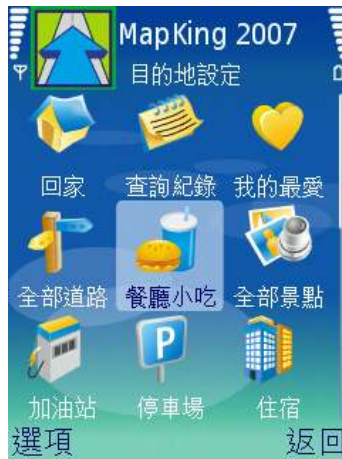 MapKing 2007
目的地設定
回家 查詢紀錄 我的最愛
全部道路 餐廳小吃 全部景點
P
加油站 停車場 住宿
選項 返回